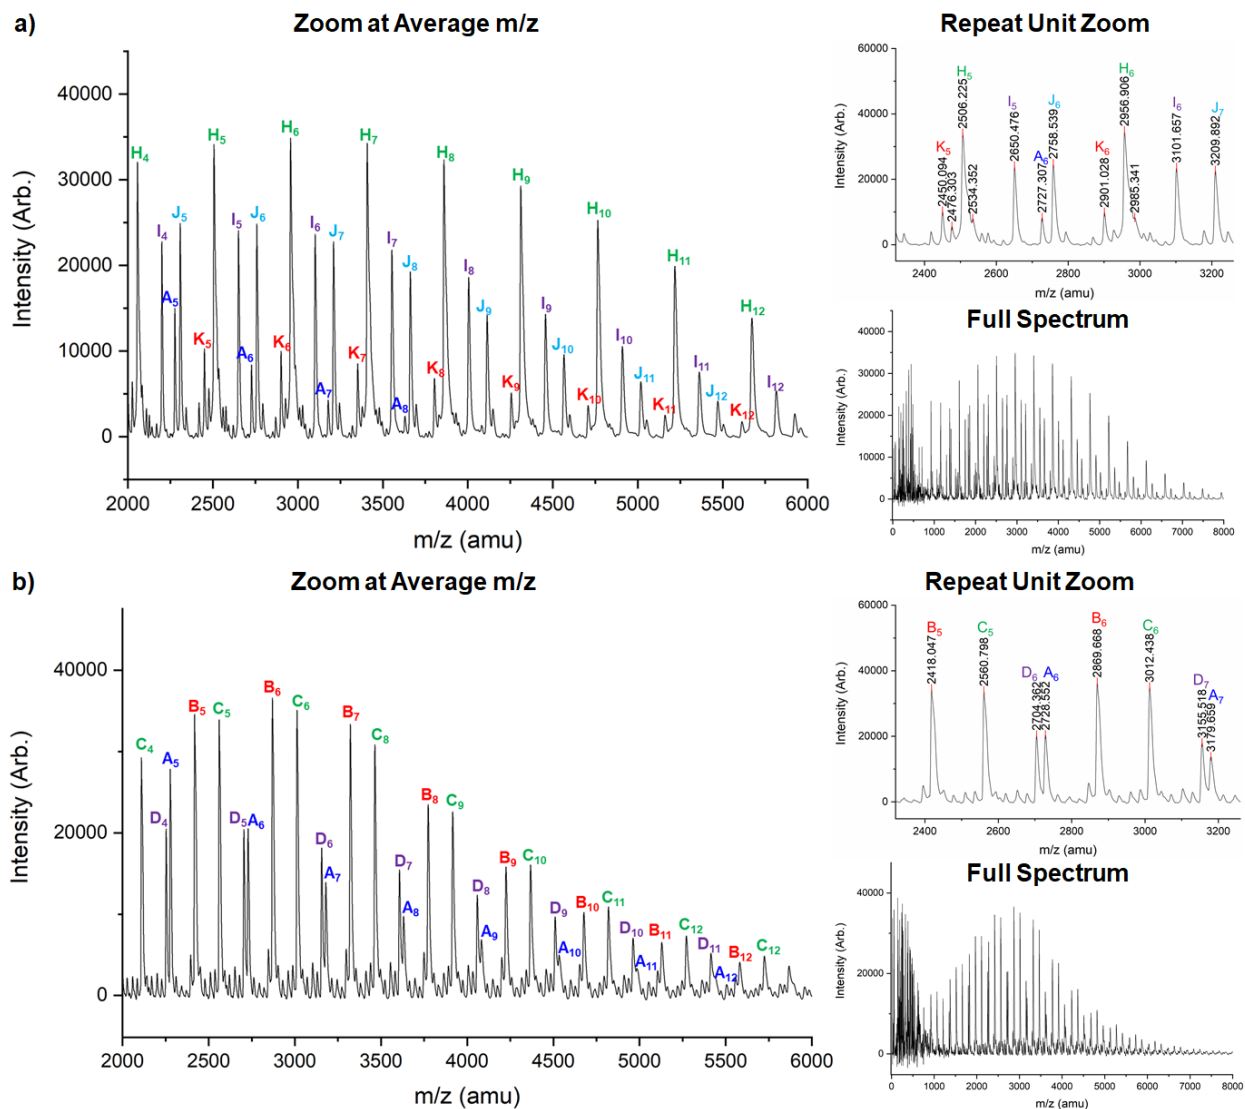 a)
Zoom at Average m/z
Intensity (Arb.)
40000
30000
20000
10000
0
H4
I4
A5
J5
K5
H5
I5
A6
J6
K6
H6
I6
A7
J7
K7
H7
I7
A8
J8
K8
H8
I8
J9
K9
H9
I9
J10
K10
H10
I10
J11
K11
H11
I11
J12
K12
H12
I12
2000 2500 3000 3500 4000 4500 5000 5500 6000
m/z (amu)
Repeat Unit Zoom
Intensity (Arb.)
60000
40000
20000
0
K5
2450.094
2476.303
H5
2506.225
2534.352
I5
2650.476
A6
2727.307
J6
2758.539
K6
2901.028
H6
2956.906
2985.341
I6
3101.657
J7
3209.892
2400 2600 2800 3000 3200
m/z (amu)
Full Spectrum
Intensity (Arb.)
40000
30000
20000
10000
0
0 1000 2000 3000 4000 5000 6000 7000 8000
m/z (amu)
b)
Zoom at Average m/z
Intensity (Arb.)
40000
20000
0
C4
D4
A5
B5
C5
D5
A6
B6
C6
D6
A7
B7
C8
D7
A8
B8
C9
D8
A9
B9
C10
D9
A10
B10
C11
D10
A11
B11
C12
D11
A12
B12
C12
2000 2500 3000 3500 4000 4500 5000 5500 6000
m/z (amu)
Repeat Unit Zoom
Intensity (Arb.)
60000
40000
20000
0
B5
2418.047
C5
2560.798
D6
2704.362
A6
2728.552
B6
2869.668
C6
3012.438
D7
3155.518
A7
3179.659
2400 2600 2800 3000 3200
m/z (amu)
Full Spectrum
Intensity (Arb.)
40000
20000
0
0 1000 2000 3000 4000 5000 6000 7000 8000
m/z (amu)